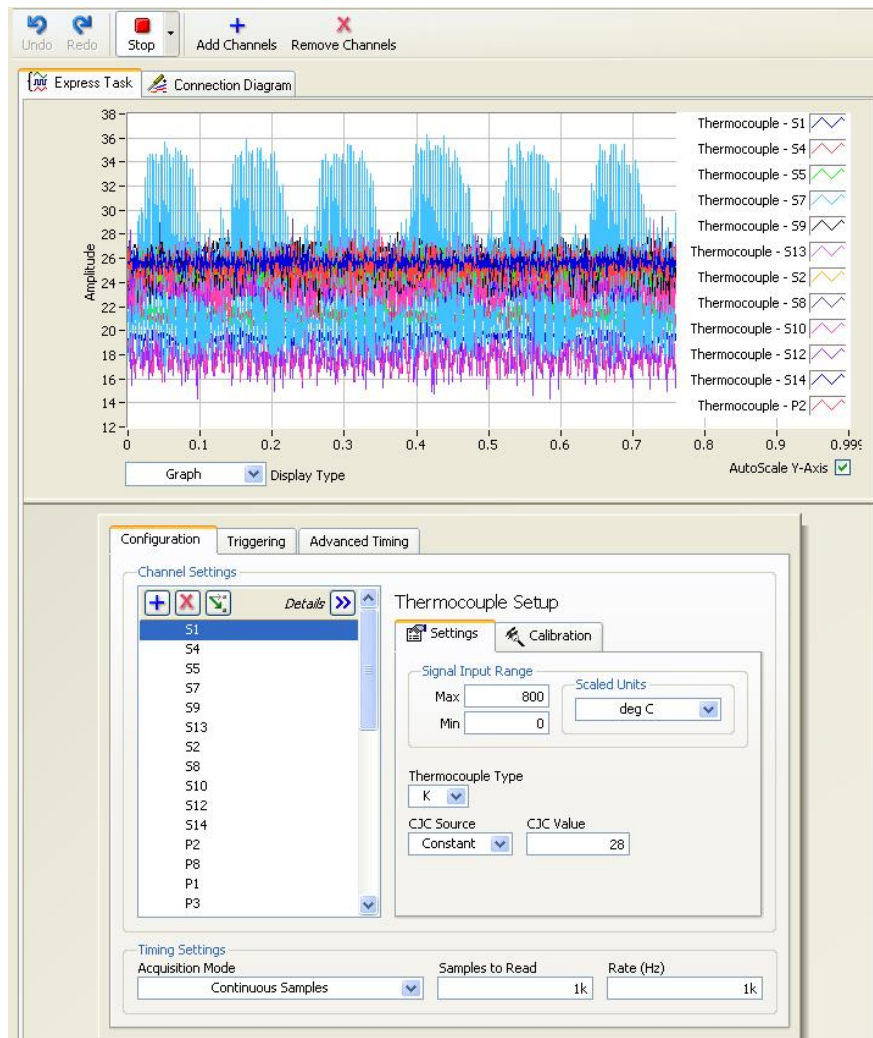 Undo Redo Stop Add Channels Remove Channels
Express Task Connection Diagram
38
36
34
32
30
28
26
24
22
20
18
16
14
12
Amplitude
0 0.1 0.2 0.3 0.4 0.5 0.6 0.7 0.8 0.9 0.999
Thermocouple - S1
Thermocouple - S4
Thermocouple - S5
Thermocouple - S7
Thermocouple - S9
Thermocouple - S13
Thermocouple - S2
Thermocouple - S8
Thermocouple - S10
Thermocouple - S12
Thermocouple - S14
Thermocouple - P2
Graph Display Type
AutoScale Y-Axis
Configuration Triggering Advanced Timing
Channel Settings
Details
S1
S4
S5
S7
S9
S13
S2
S8
S10
S12
S14
P2
P8
P1
P3
Thermocouple Setup
Settings Calibration
Signal Input Range
Max 800
Min 0
Scaled Units
deg C
Thermocouple Type
K
CJC Source CJC Value
Constant 28
Timing Settings
Acquisition Mode Samples to Read Rate (Hz)
Continuous Samples 1k 1k